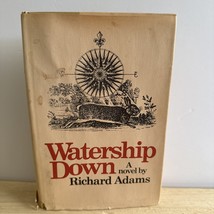 Watership
Down A
novel by
Richard Adams